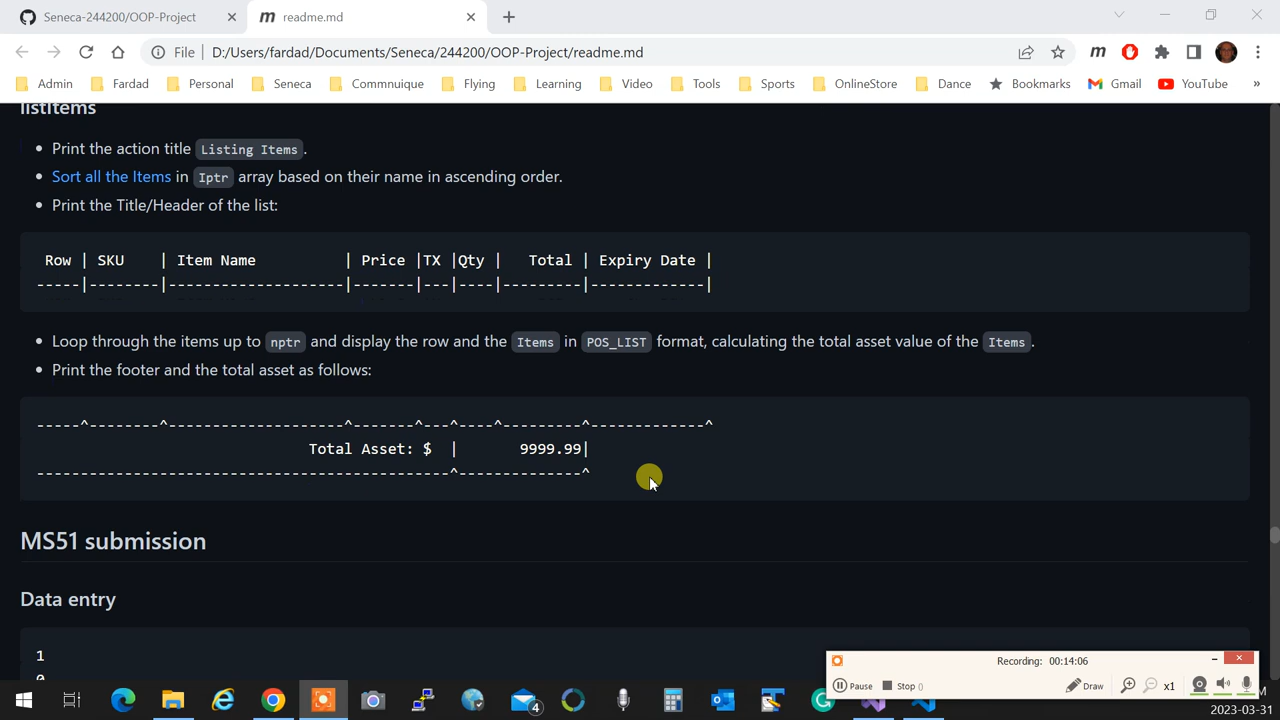 Seneca-244200/OOP-Project
readme.md
File D:/Users/fardad/Documents/Seneca/244200/OOP-Project/readme.md
Admin Fardad Personal Seneca Commnuique Flying Learning Video Tools Sports OnlineStore Dance Bookmarks Gmail YouTube »
listItems
• Print the action title Listing Items.
• Sort all the Items in Iptr array based on their name in ascending order.
• Print the Title/Header of the list:
Row | SKU    | Item Name          | Price |TX |Qty |   Total | Expiry Date |
-----|--------|--------------------|-------|---|----|---------|-------------|
• Loop through the items up to nptr and display the row and the Items in POS_LIST format, calculating the total asset value of the Items.
• Print the footer and the total asset as follows:
-----^--------^--------------------^-------^---^----^---------^-------------^
Total Asset: $  |       9999.99|
-----------------------------------------------^--------------^
MS51 submission
Data entry
1
Recording: 00:14:06
Pause Stop () Draw x1
4
M
2023-03-31